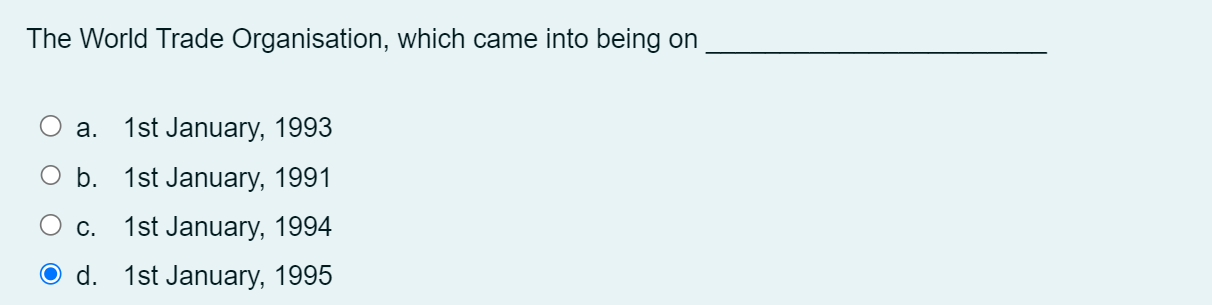 The World Trade Organisation, which came into being on ________________________
a. 1st January, 1993
b. 1st January, 1991
c. 1st January, 1994
d. 1st January, 1995